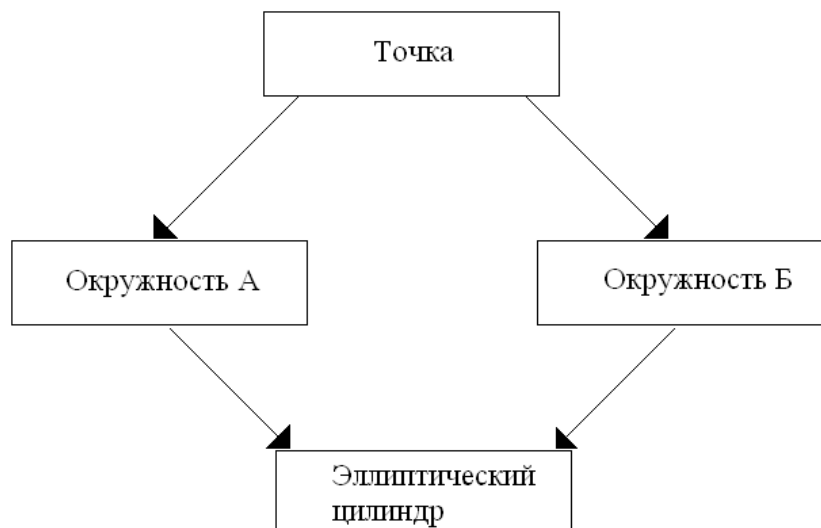 Точка
Окружность А
Окружность Б
Эллиптический
цилиндр